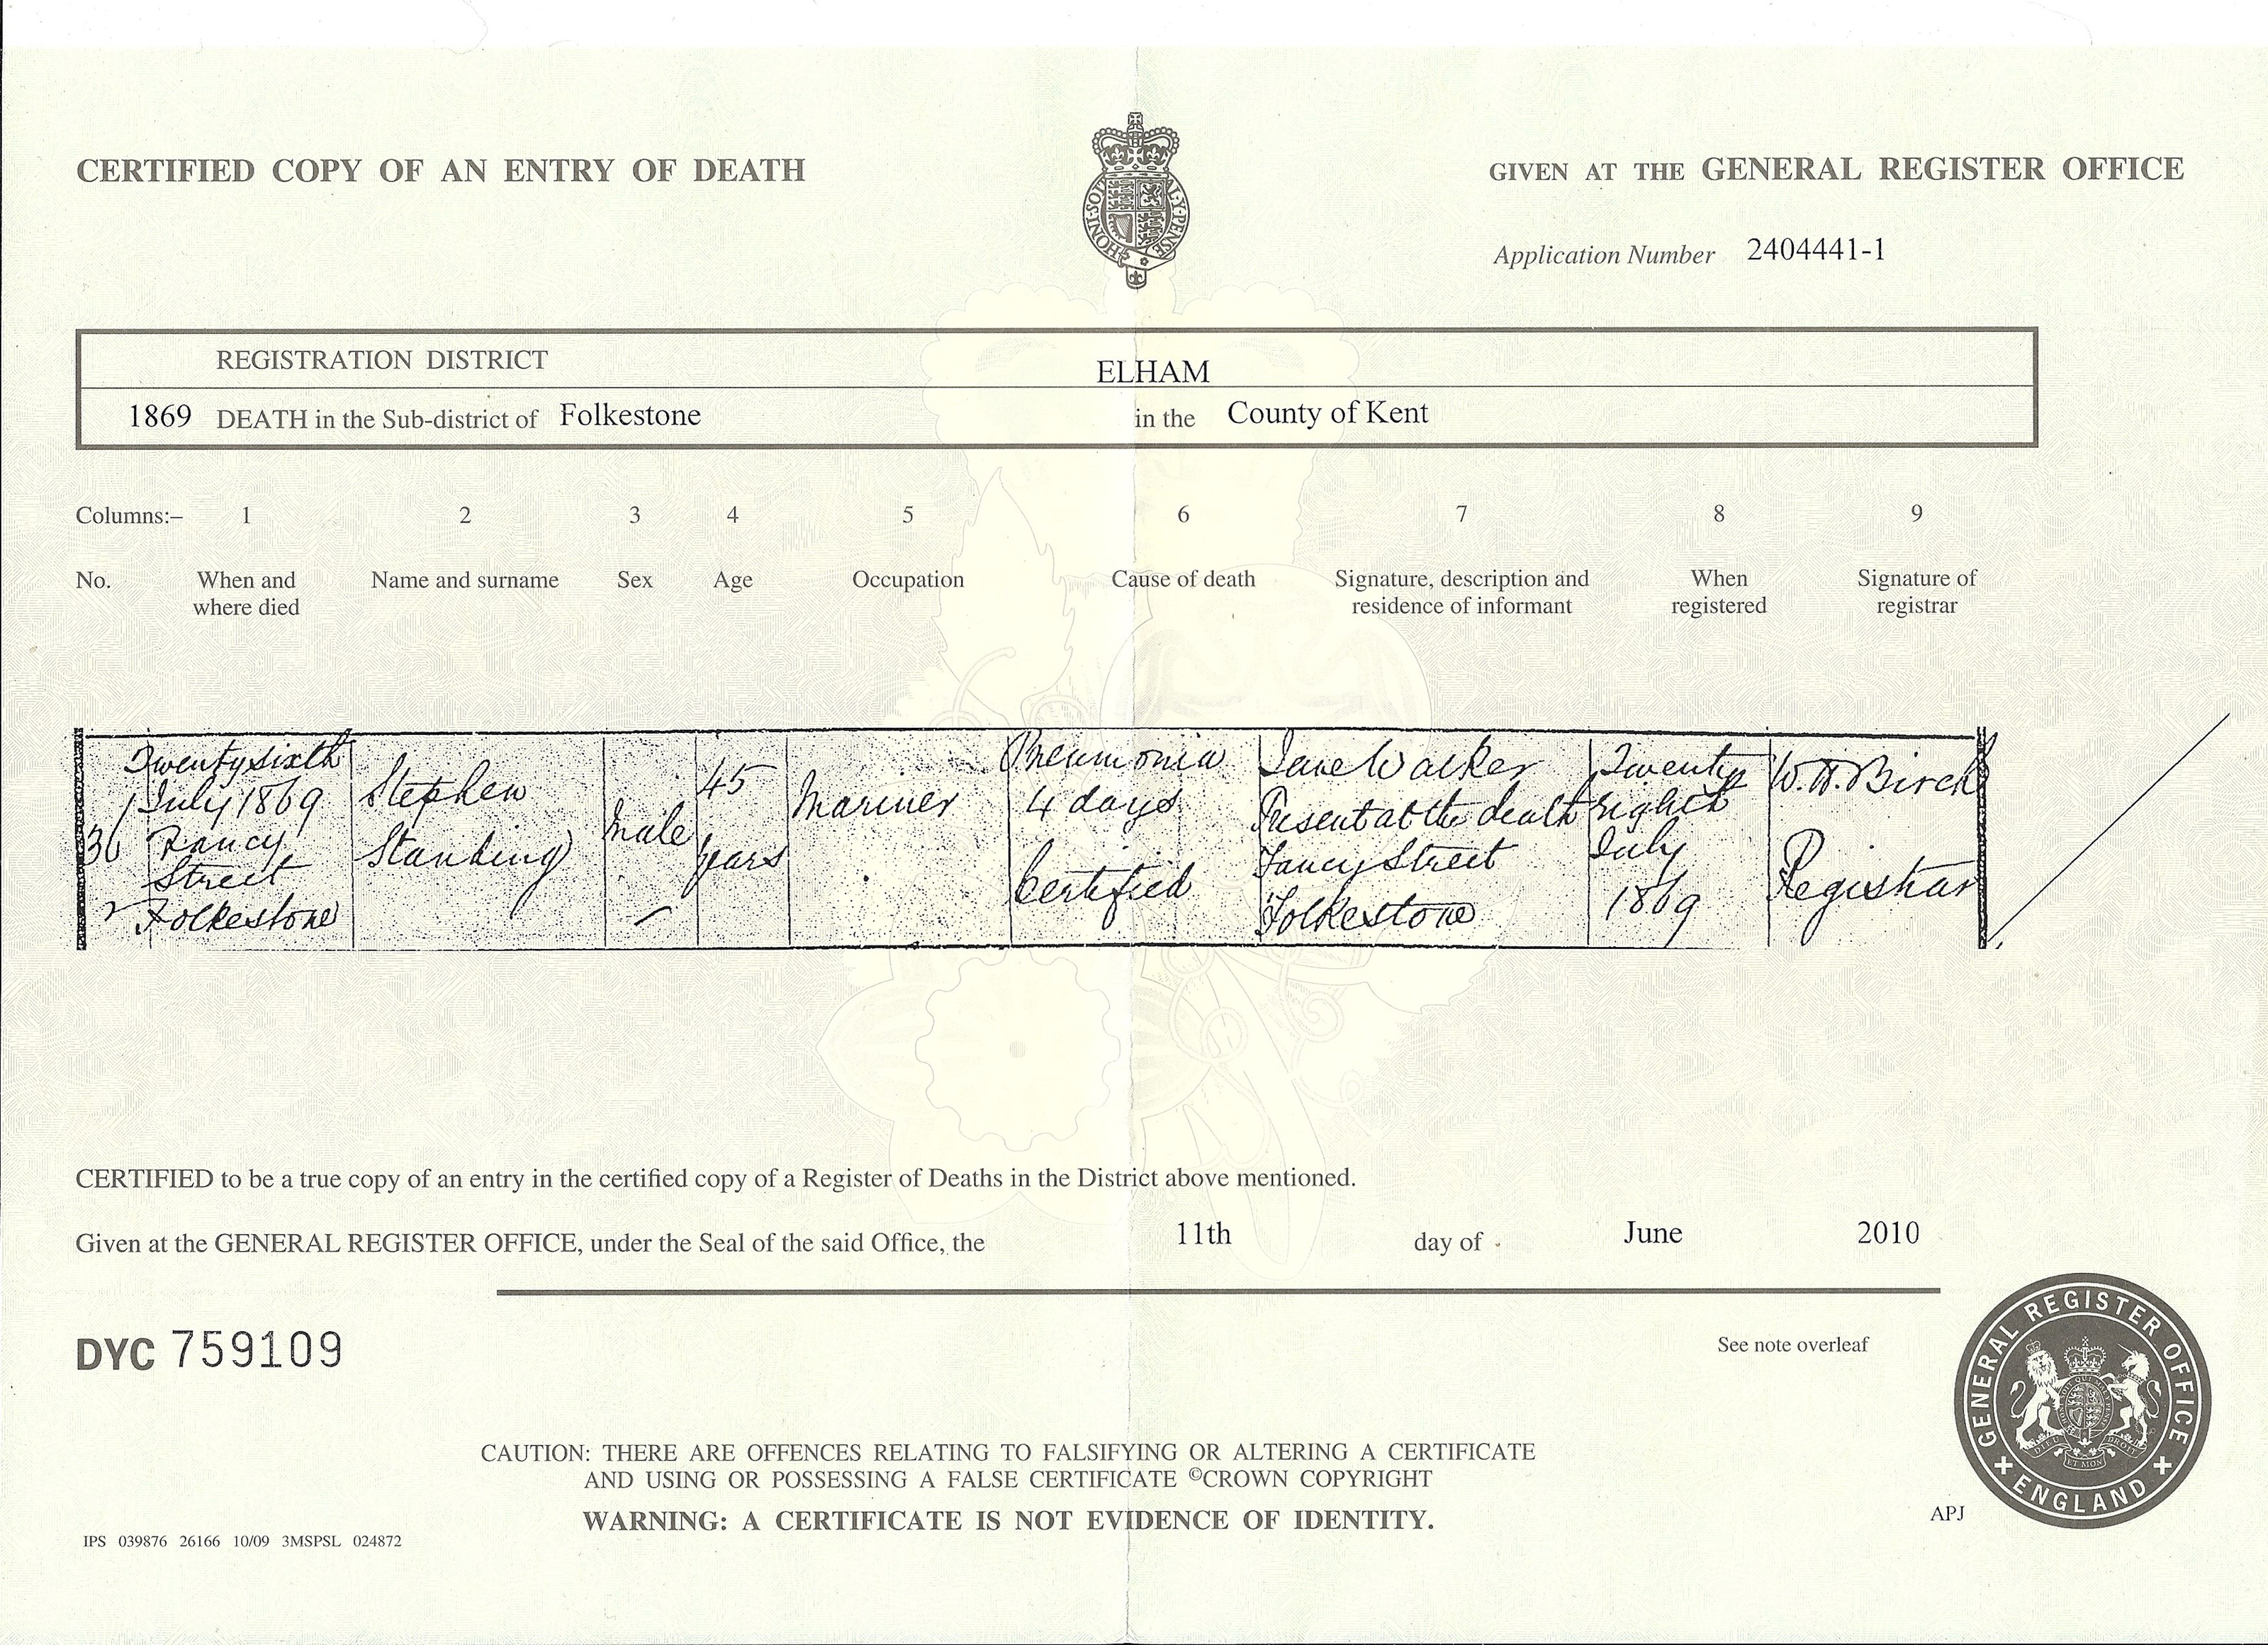 CERTIFIED COPY OF AN ENTRY OF DEATH
HONI·SOI AL·Y·PENSE
GIVEN AT THE GENERAL REGISTER OFFICE
Application Number 2404441-1
REGISTRATION DISTRICT ELHAM
1869 DEATH in the Sub-district of Folkestone in the County of Kent
Columns:– 1 2 3 4 5 6 7 8 9
No. When and where died Name and surname Sex Age Occupation Cause of death Signature, description and residence of informant When registered Signature of registrar
36
Twenty sixth
July 1869
Fancy
Street
Folkestone
Stephen
Standing
Male
45
years
Mariner
Pneumonia
4 days
Certified
Jane Walker
Present at the death
Fancy Street
Folkestone
Twenty
eighth
July
1869
W.H. Birch
Registrar
CERTIFIED to be a true copy of an entry in the certified copy of a Register of Deaths in the District above mentioned.
Given at the GENERAL REGISTER OFFICE, under the Seal of the said Office, the 11th day of June 2010
DYC 759109
See note overleaf
GENERAL REGISTER OFFICE
ENGLAND
DIEU ET MON DROIT
CAUTION: THERE ARE OFFENCES RELATING TO FALSIFYING OR ALTERING A CERTIFICATE
AND USING OR POSSESSING A FALSE CERTIFICATE ©CROWN COPYRIGHT
WARNING: A CERTIFICATE IS NOT EVIDENCE OF IDENTITY.
APJ
IPS 039876 26166 10/09 3MSPSL 024872